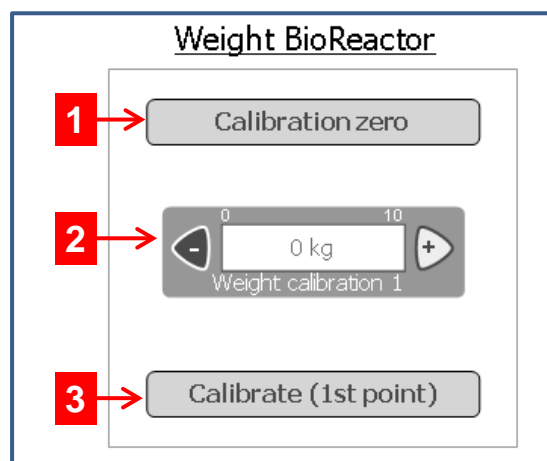 Weight BioReactor
1
Calibration zero
0 10
2
- 0 kg +
Weight calibration 1
3
Calibrate (1st point)